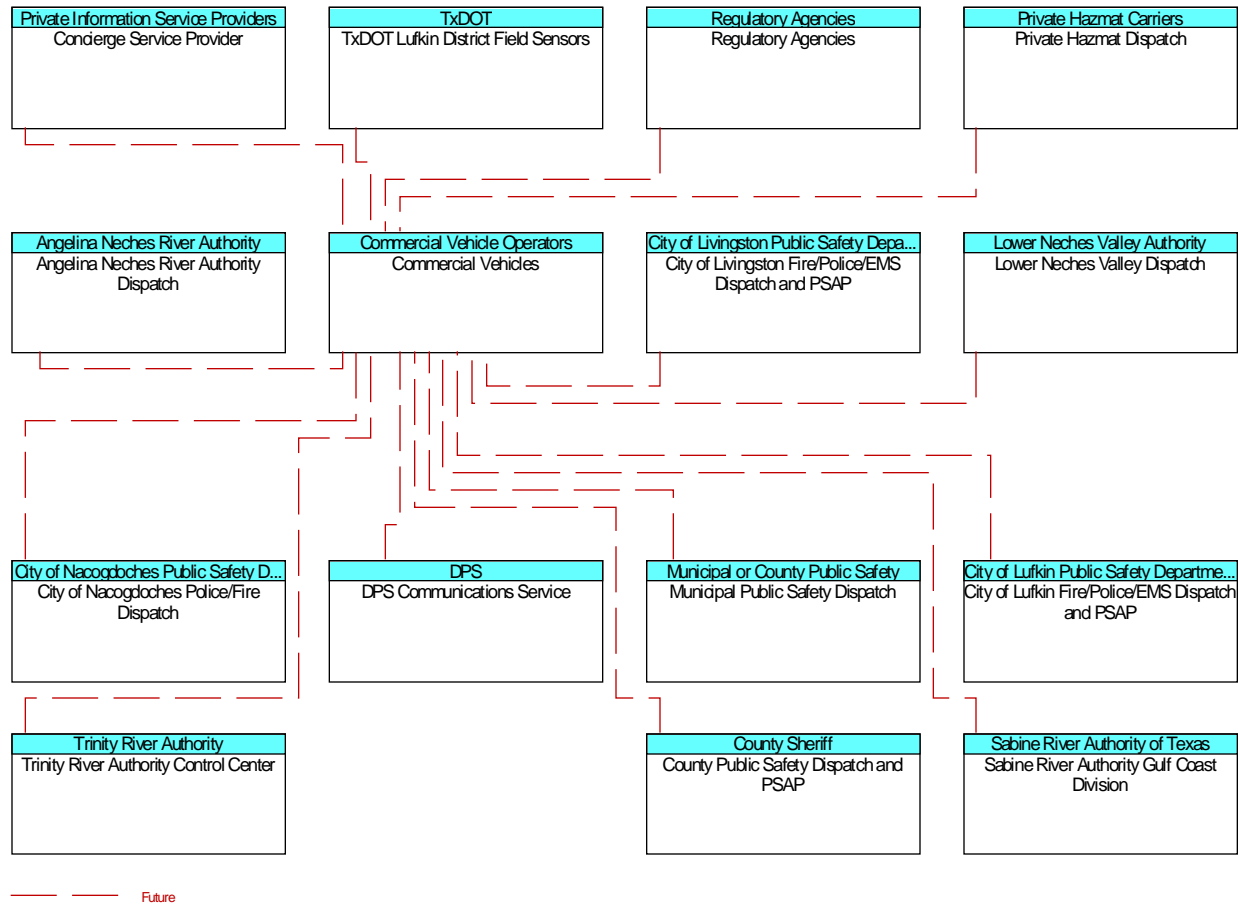 Private Information Service Providers
Concierge Service Provider
TxDOT
TxDOT Lufkin District Field Sensors
Regulatory Agencies
Regulatory Agencies
Private Hazmat Carriers
Private Hazmat Dispatch
Angelina Neches River Authority
Angelina Neches River Authority
Dispatch
Commercial Vehicle Operators
Commercial Vehicles
City of Livingston Public Safety Depa...
City of Livingston Fire/Police/EMS
Dispatch and PSAP
Lower Neches Valley Authority
Lower Neches Valley Dispatch
City of Nacogdoches Public Safety D...
City of Nacogdoches Police/Fire
Dispatch
DPS
DPS Communications Service
Municipal or County Public Safety
Municipal Public Safety Dispatch
City of Lufkin Public Safety Departme...
City of Lufkin Fire/Police/EMS Dispatch
and PSAP
Trinity River Authority
Trinity River Authority Control Center
County Sheriff
County Public Safety Dispatch and
PSAP
Sabine River Authority of Texas
Sabine River Authority Gulf Coast
Division
Future